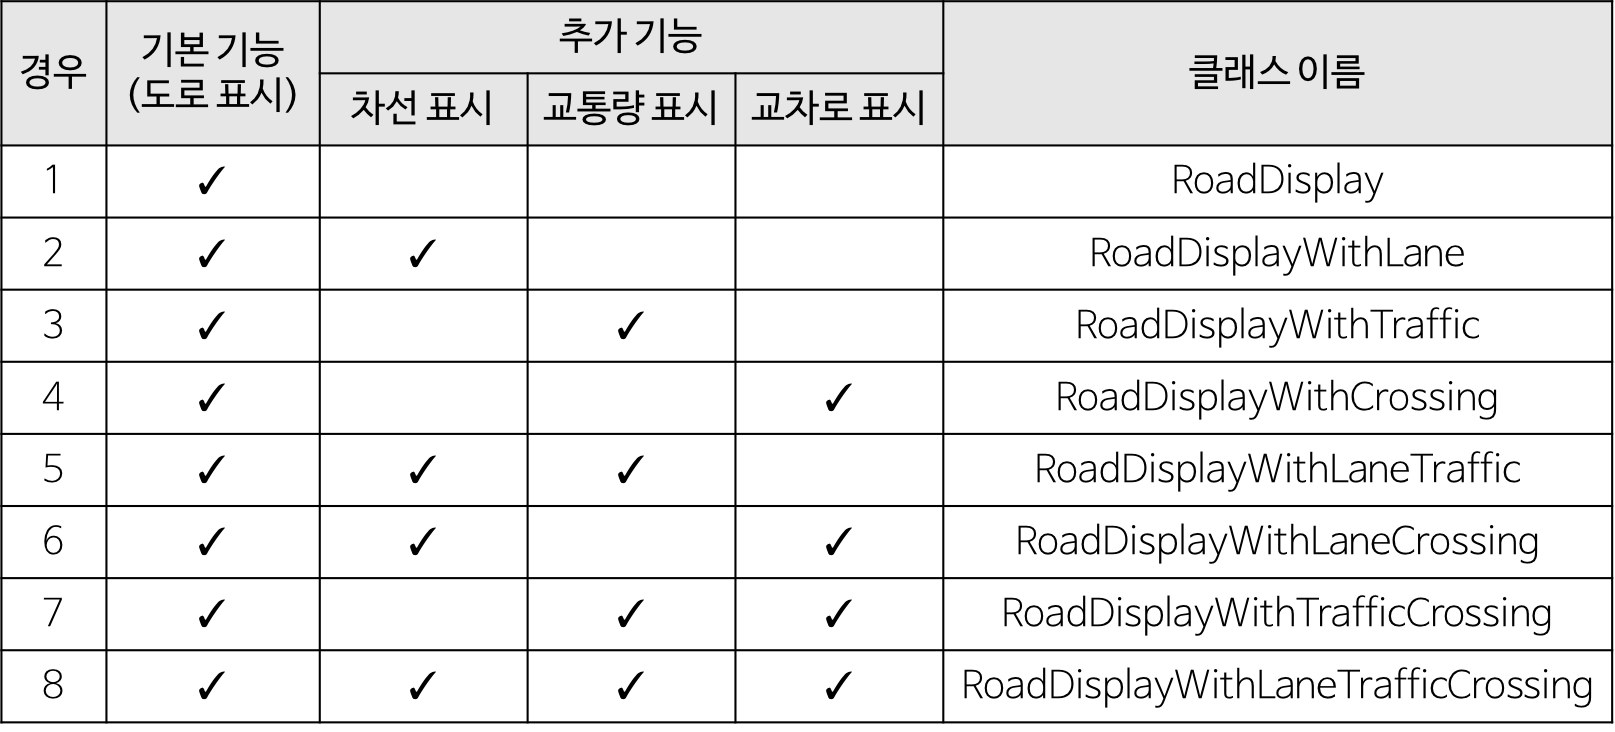 경우
기본 기능
(도로 표시)
추가 기능
클래스 이름
차선 표시 교통량 표시 교차로 표시
1 ✓ RoadDisplay
2 ✓ ✓ RoadDisplayWithLane
3 ✓ ✓ RoadDisplayWithTraffic
4 ✓ ✓ RoadDisplayWithCrossing
5 ✓ ✓ ✓ RoadDisplayWithLaneTraffic
6 ✓ ✓ ✓ RoadDisplayWithLaneCrossing
7 ✓ ✓ ✓ RoadDisplayWithTrafficCrossing
8 ✓ ✓ ✓ ✓ RoadDisplayWithLaneTrafficCrossing